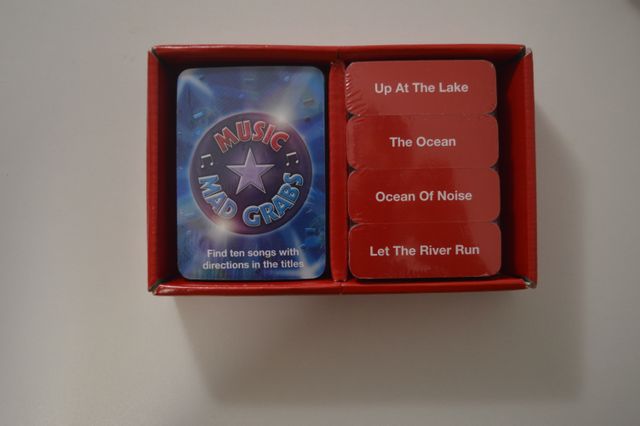 MUSIC
MAD GRABS
Find ten songs with
directions in the titles
Up At The Lake
The Ocean
Ocean Of Noise
Let The River Run